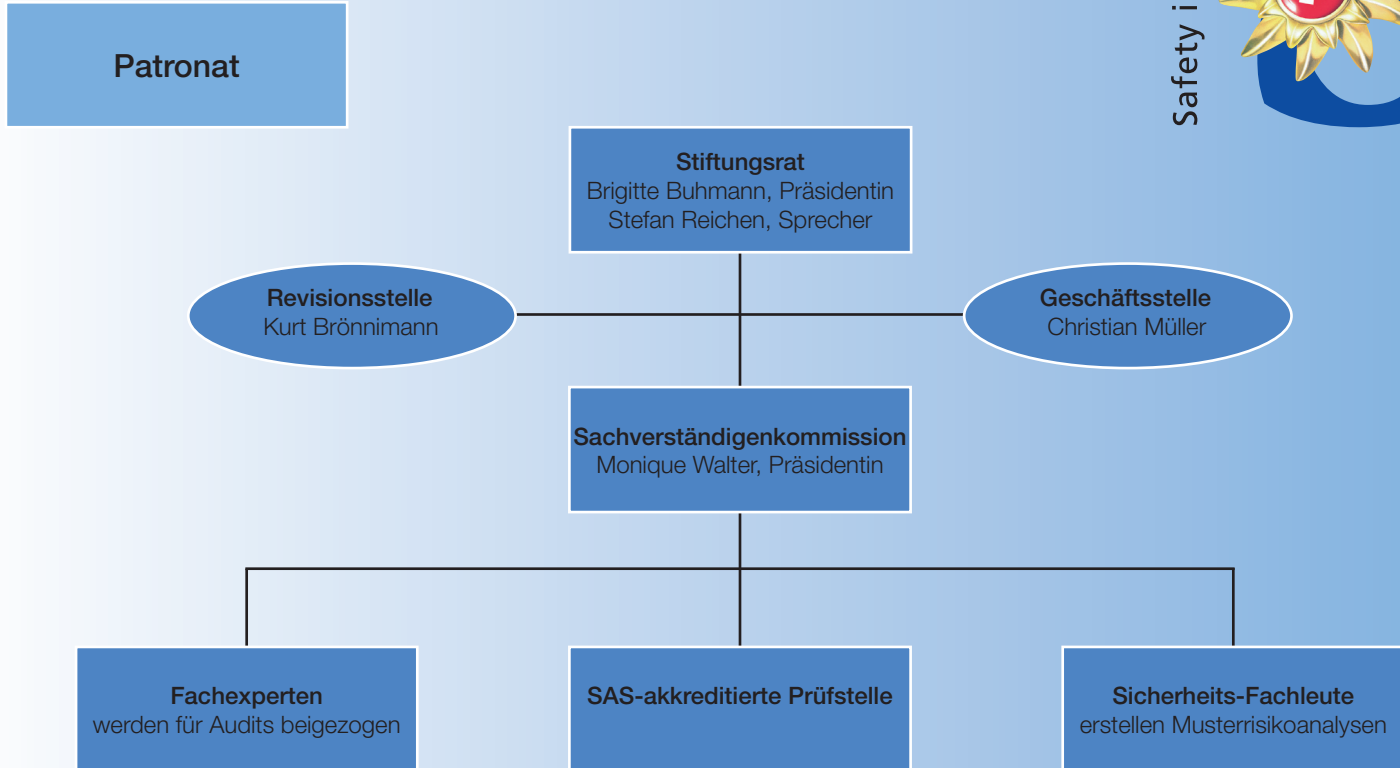 Patronat
Safety i
Stiftungsrat
Brigitte Buhmann, Präsidentin
Stefan Reichen, Sprecher
Revisionsstelle
Kurt Brönnimann
Geschäftsstelle
Christian Müller
Sachverständigenkommission
Monique Walter, Präsidentin
Fachexperten
werden für Audits beigezogen
SAS-akkreditierte Prüfstelle
Sicherheits-Fachleute
erstellen Musterrisikoanalysen